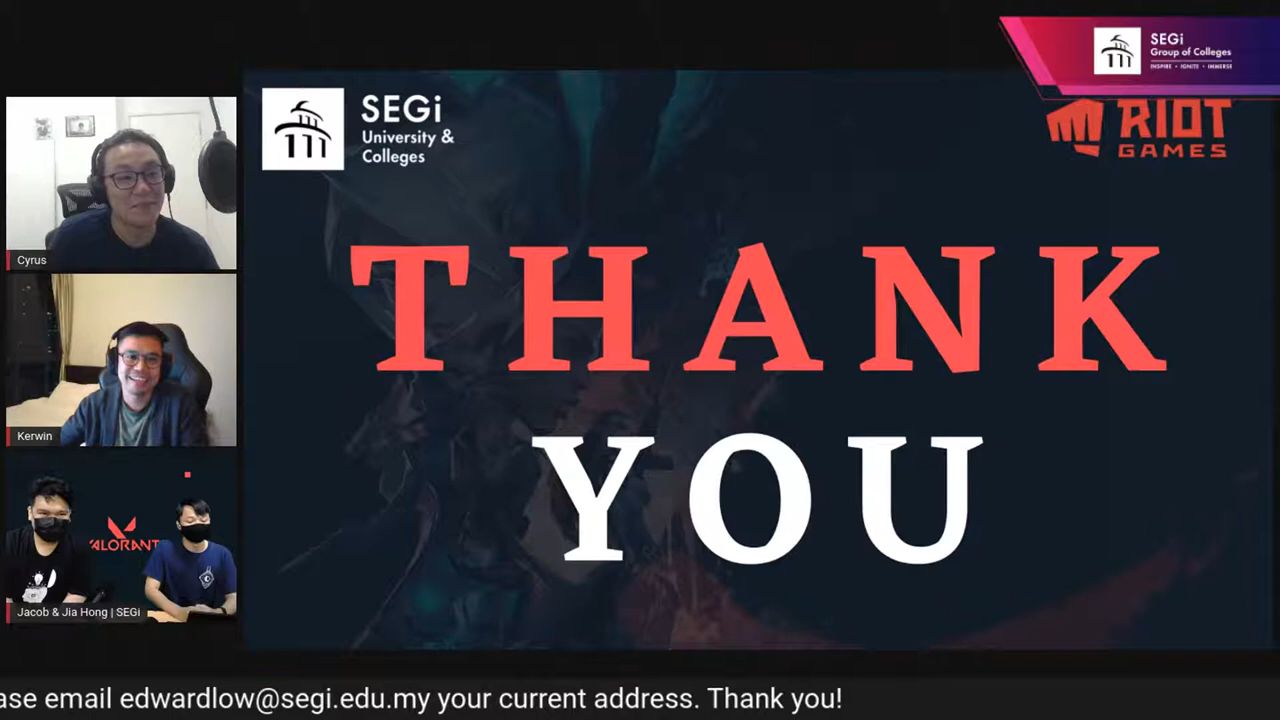 SEGi
Group of Colleges
INSPIRE • IGNITE • IMMERSE
SEGi
University &
Colleges
RIOT
GAMES
THANK
YOU
Cyrus
Kerwin
VALORANT
Jacob & Jia Hong | SEGi
ase email edwardlow@segi.edu.my your current address. Thank you!